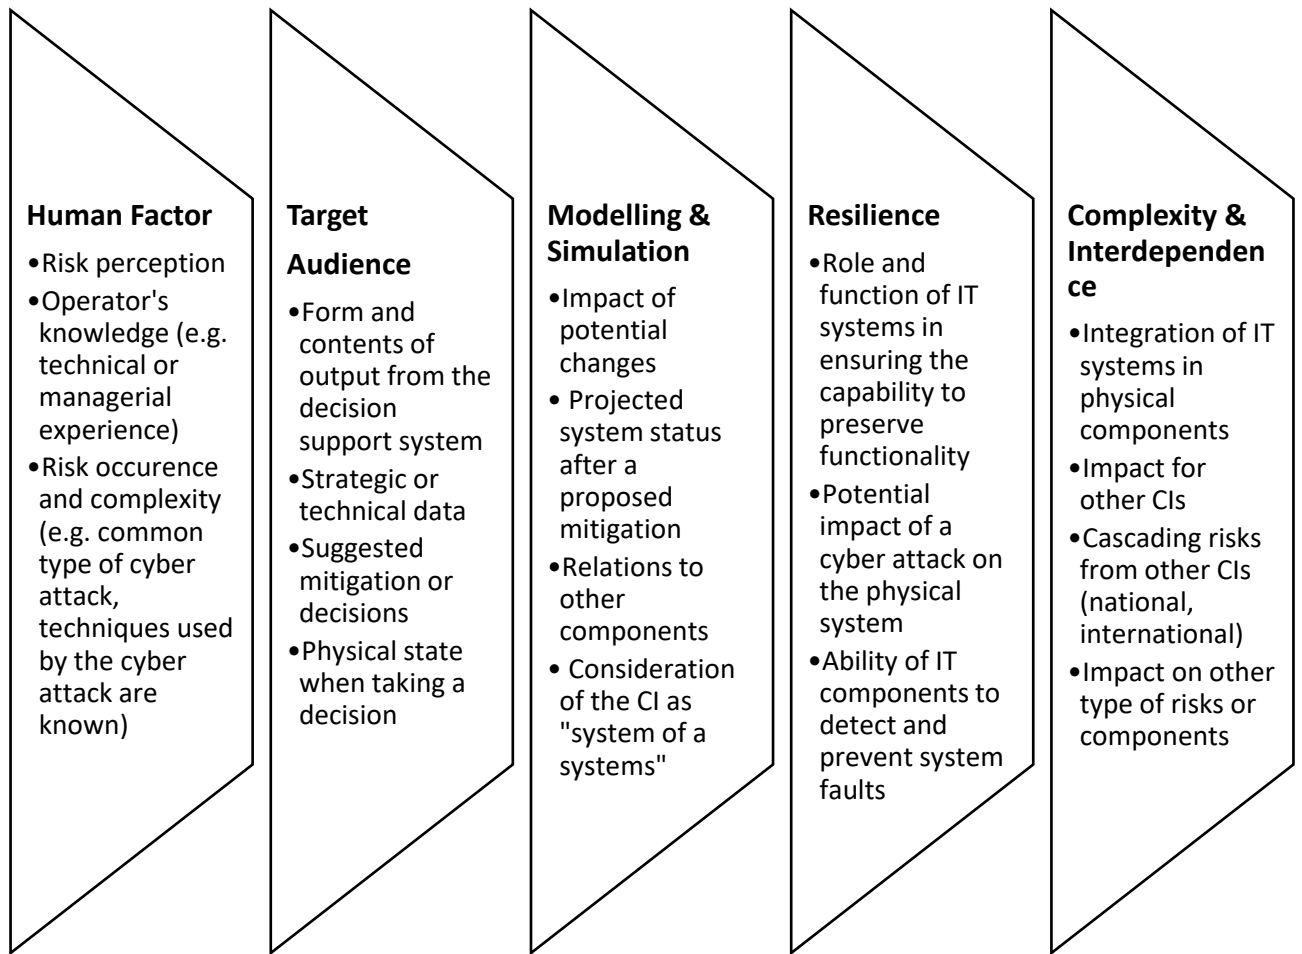 Human Factor
•Risk perception
•Operator's
knowledge (e.g.
technical or
managerial
experience)
•Risk occurence
and complexity
(e.g. common
type of cyber
attack,
techniques used
by the cyber
attack are
known)
Target
Audience
•Form and
contents of
output from the
decision
support system
•Strategic or
technical data
•Suggested
mitigation or
decisions
•Physical state
when taking a
decision
Modelling &
Simulation
•Impact of
potential
changes
• Projected
system status
after a
proposed
mitigation
•Relations to
other
components
• Consideration
of the CI as
"system of a
systems"
Resilience
•Role and
function of IT
systems in
ensuring the
capability to
preserve
functionality
•Potential
impact of a
cyber attack on
the physical
system
•Ability of IT
components to
detect and
prevent system
faults
Complexity &
Interdependen
ce
•Integration of IT
systems in
physical
components
•Impact for
other CIs
•Cascading risks
from other CIs
(national,
international)
•Impact on other
type of risks or
components